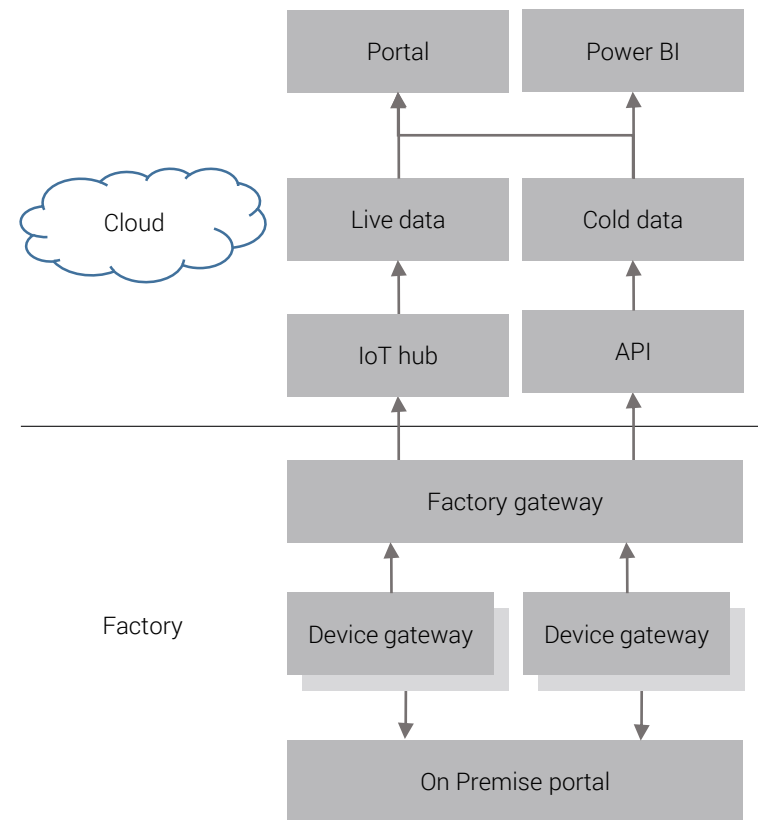 Portal
Power BI
Cloud
Live data
Cold data
IoT hub
API
Factory gateway
Factory
Device gateway
Device gateway
On Premise portal